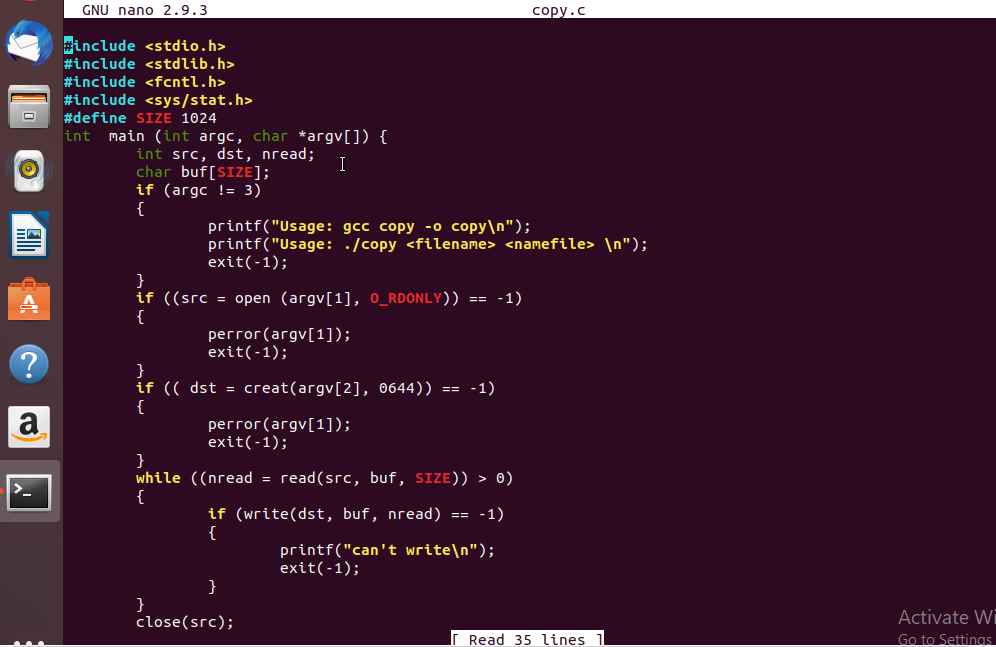 GNU nano 2.9.3 copy.c
#include <stdio.h>
#include <stdlib.h>
#include <fcntl.h>
#include <sys/stat.h>
#define SIZE 1024
int  main (int argc, char *argv[]) {
        int src, dst, nread;
        char buf[SIZE];
        if (argc != 3)
        {
                printf("Usage: gcc copy -o copy\n");
                printf("Usage: ./copy <filename> <namefile> \n");
                exit(-1);
        }
        if ((src = open (argv[1], O_RDONLY)) == -1)
        {
                perror(argv[1]);
                exit(-1);
        }
        if (( dst = creat(argv[2], 0644)) == -1)
        {
                perror(argv[1]);
                exit(-1);
        }
        while ((nread = read(src, buf, SIZE)) > 0)
        {
                if (write(dst, buf, nread) == -1)
                {
                        printf("can't write\n");
                        exit(-1);
                }
        }
        close(src);
[ Read 35 lines ]
Activate Wi
Go to Settings